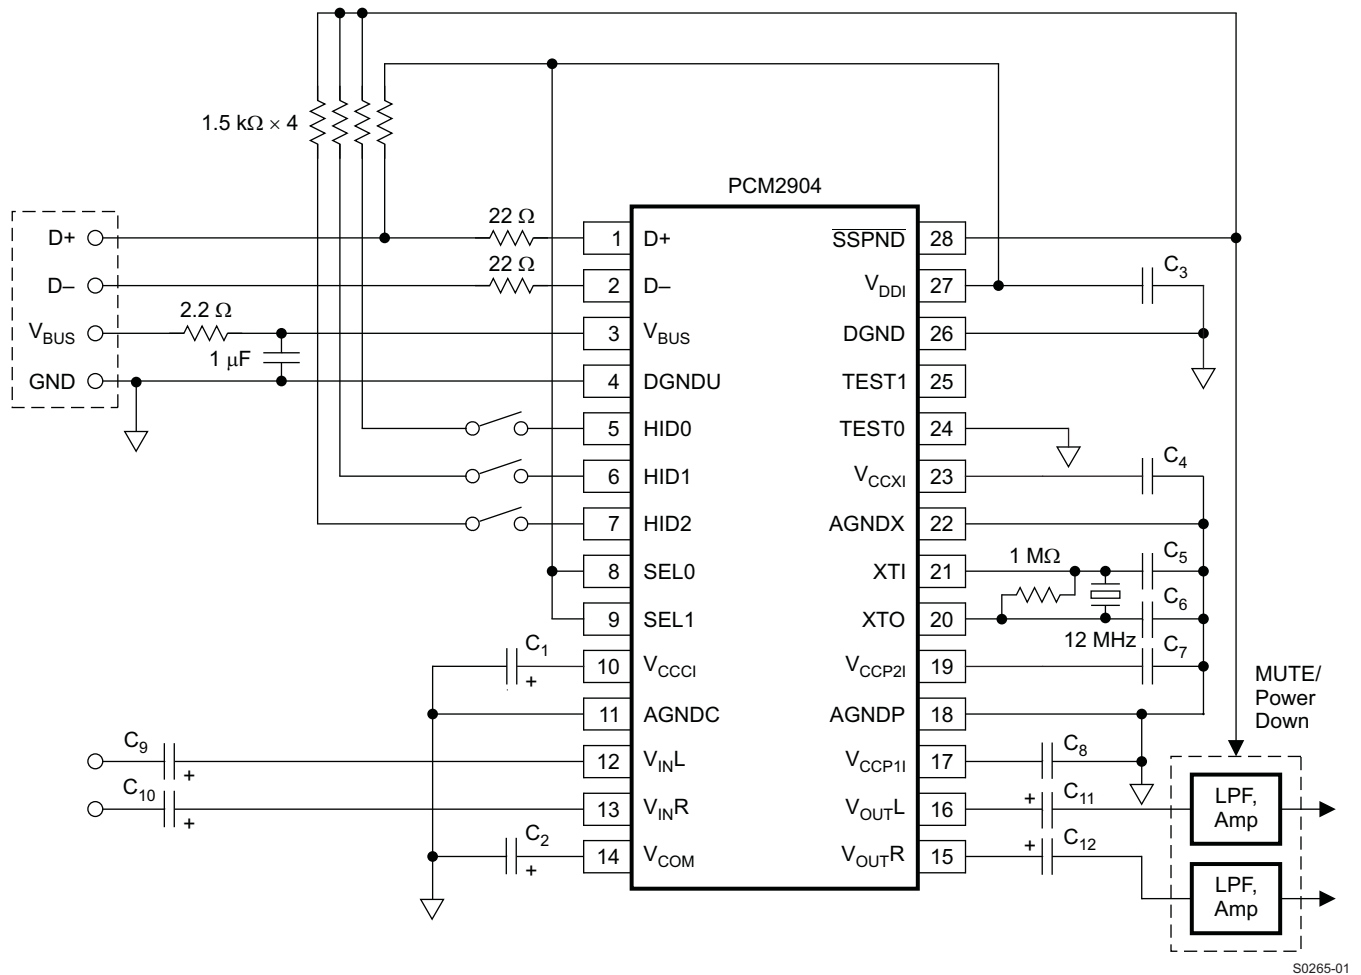 1.5 kΩ × 4
PCM2904
D+
D–
VBUS
GND
22 Ω
22 Ω
2.2 Ω
1 μF
1 D+
2 D–
3 VBUS
4 DGNDU
5 HID0
6 HID1
7 HID2
8 SEL0
9 SEL1
10 VCCCI
11 AGNDC
12 VINL
13 VINR
14 VCOM
C1
+
C9
+
C10
+
C2
+
SSPND 28
VDDI 27
DGND 26
TEST1 25
TEST0 24
VCCXI 23
AGNDX 22
XTI 21
XTO 20
VCCP2I 19
AGNDP 18
VCCP1I 17
VOUTL 16
VOUTR 15
C3
C4
1 MΩ
C5
C6
12 MHz
C7
C8
+
C11
+
C12
MUTE/
Power
Down
LPF,
Amp
LPF,
Amp
S0265-01